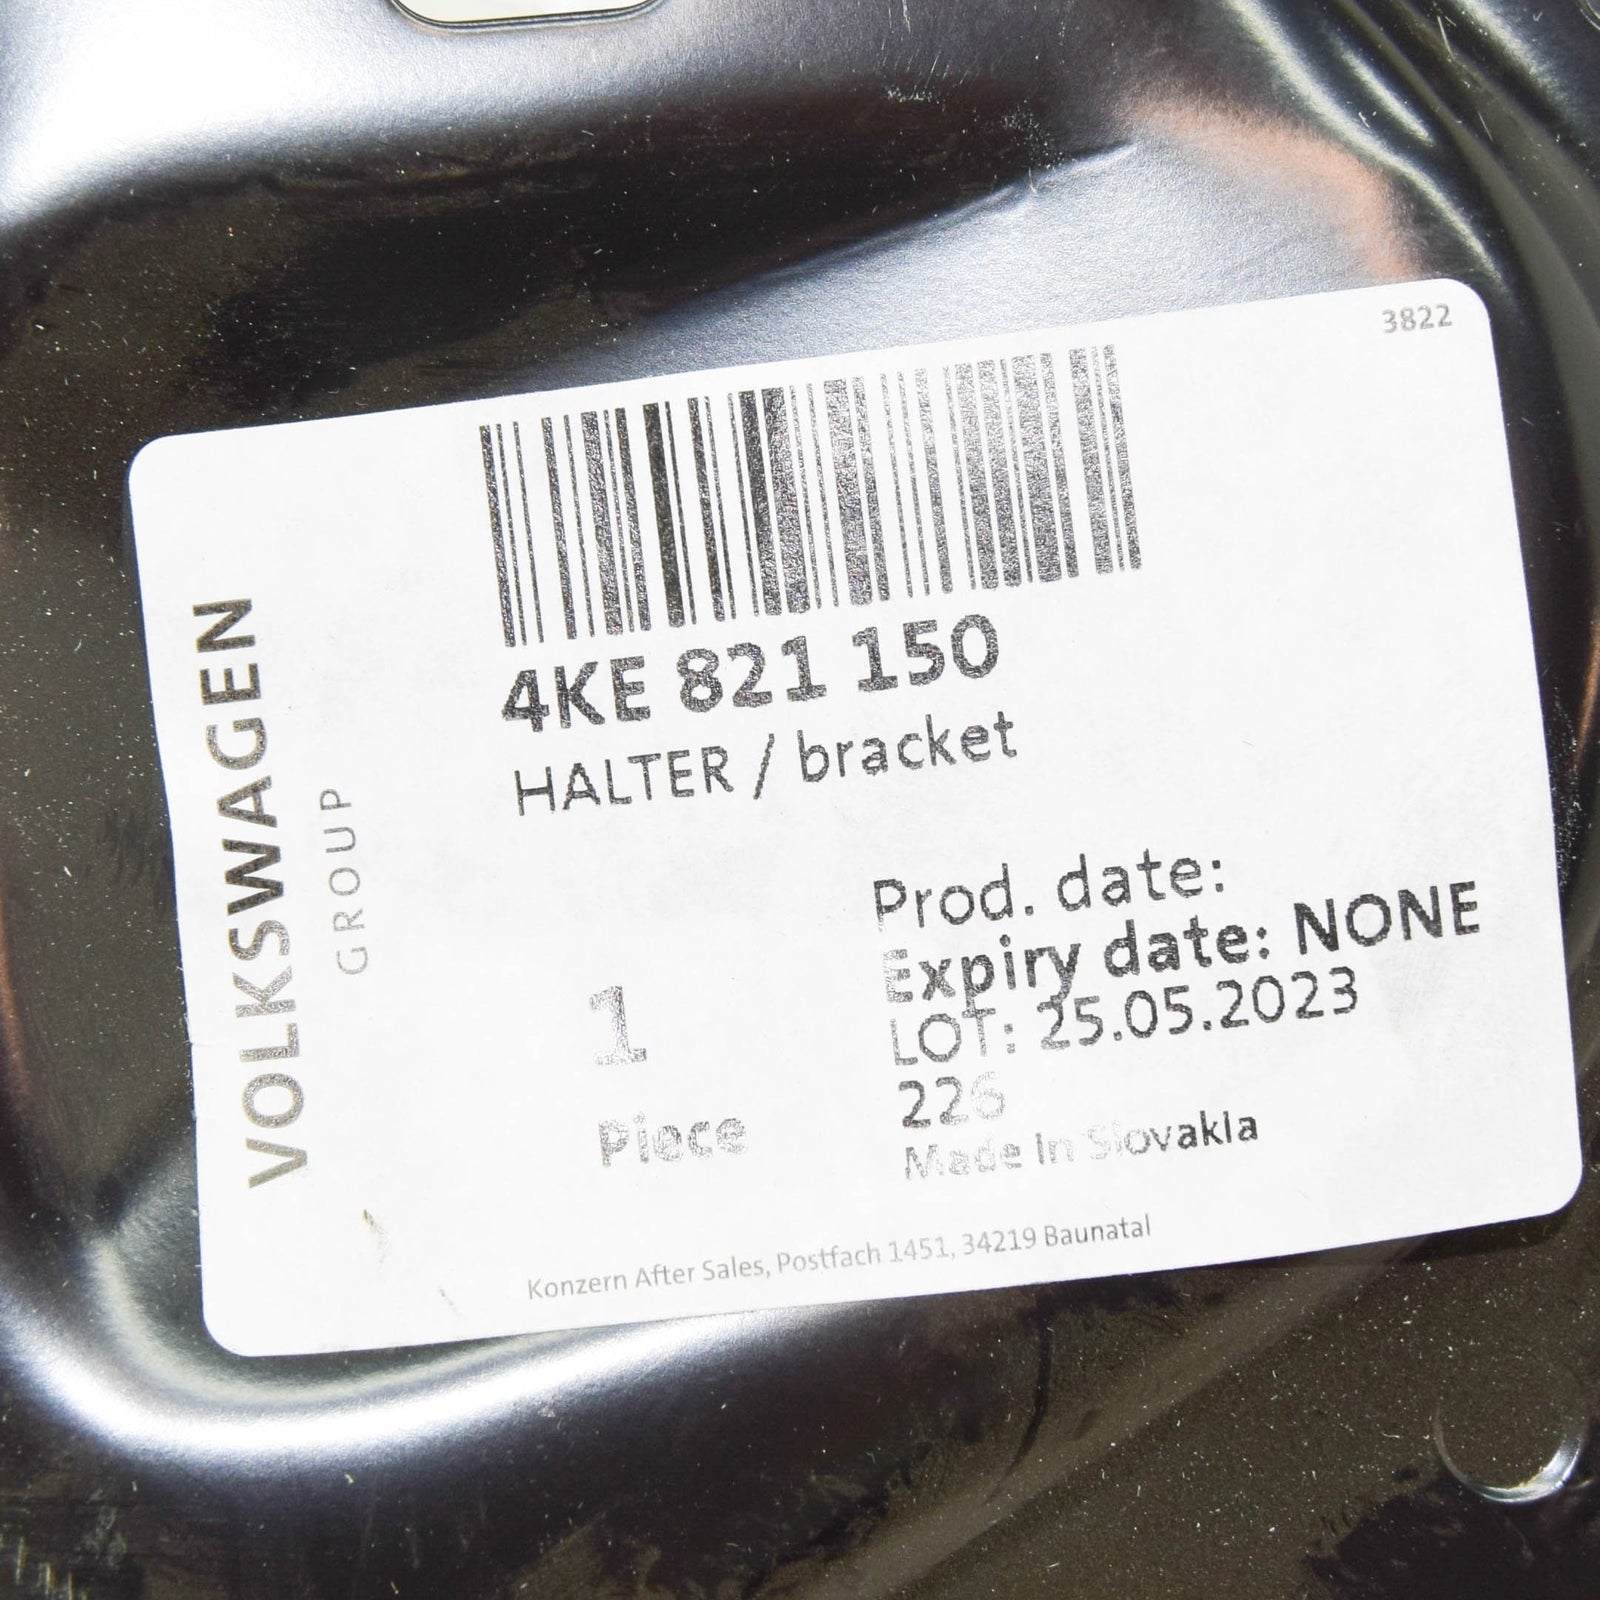 3822
4KE 821 150
HALTER / bracket
VOLKSWAGEN
GROUP
Prod. date:
Expiry date: NONE
LOT: 25.05.2023
226
1
Piece
Made In Slovakia
Konzern After Sales, Postfach 1451, 34219 Baunatal